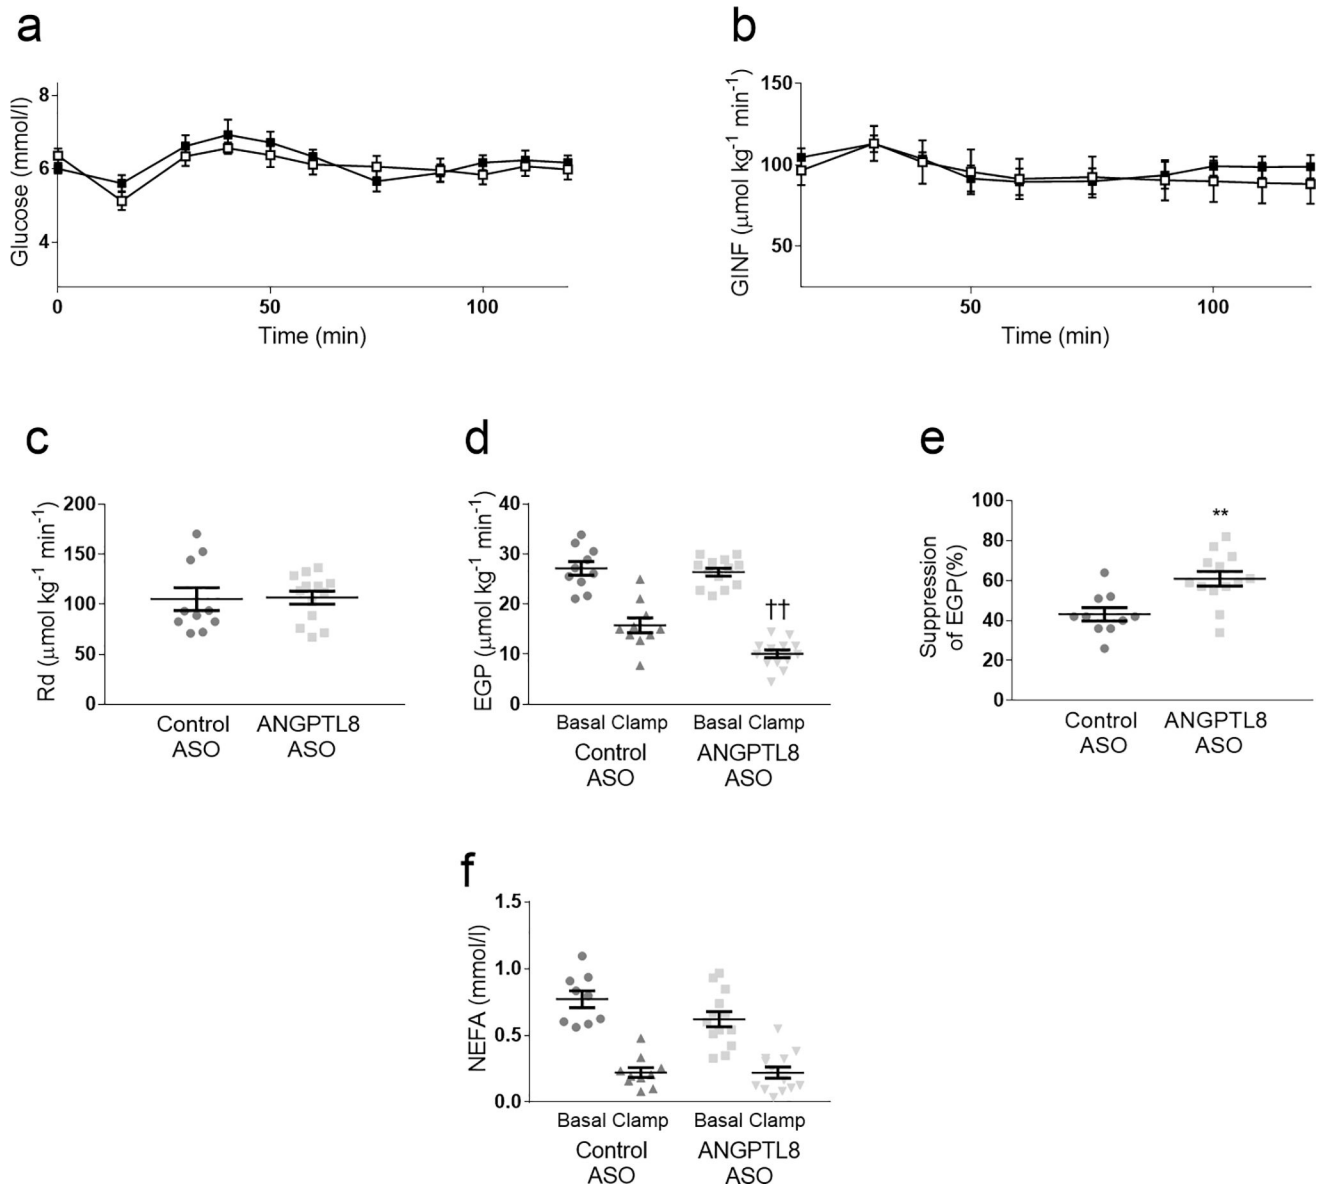 a
8
6
4
Glucose (mmol/l)
0
50
100
Time (min)
b
150
100
50
GINF (μmol kg⁻¹ min⁻¹)
50
100
Time (min)
c
200
150
100
50
0
Rd (μmol kg⁻¹ min⁻¹)
Control
ASO
ANGPTL8
ASO
d
40
30
20
10
0
EGP (μmol kg⁻¹ min⁻¹)
††
Basal Clamp
Basal Clamp
Control
ASO
ANGPTL8
ASO
e
100
80
60
40
20
0
Suppression
of EGP(%)
**
Control
ASO
ANGPTL8
ASO
f
1.5
1.0
0.5
0.0
NEFA (mmol/l)
Basal Clamp
Basal Clamp
Control
ASO
ANGPTL8
ASO